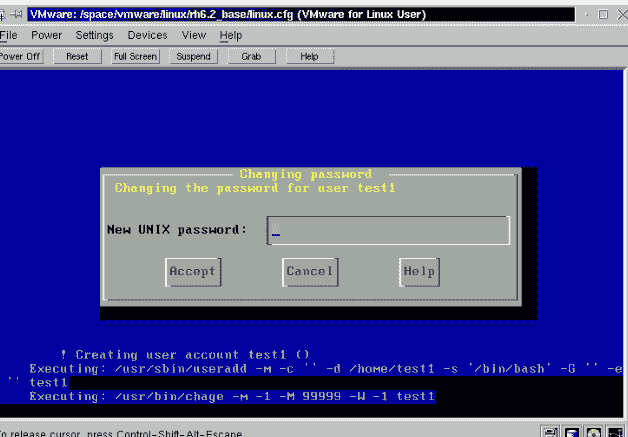 VMware: /space/vmware/linux/rh6.2_base/linux.cfg (VMware for Linux User)
File Power Settings Devices View Help
Power Off Reset Full Screen Suspend Grab Help
Changing password
Changing the password for user test1
New UNIX password:
Accept Cancel Help
! Creating user account test1 ()
Executing: /usr/sbin/useradd -m -c '' -d /home/test1 -s '/bin/bash' -G '' -e
'' test1
Executing: /usr/bin/chage -m -1 -M 99999 -W -1 test1
To release cursor, press Control-Shift-Alt-Escape